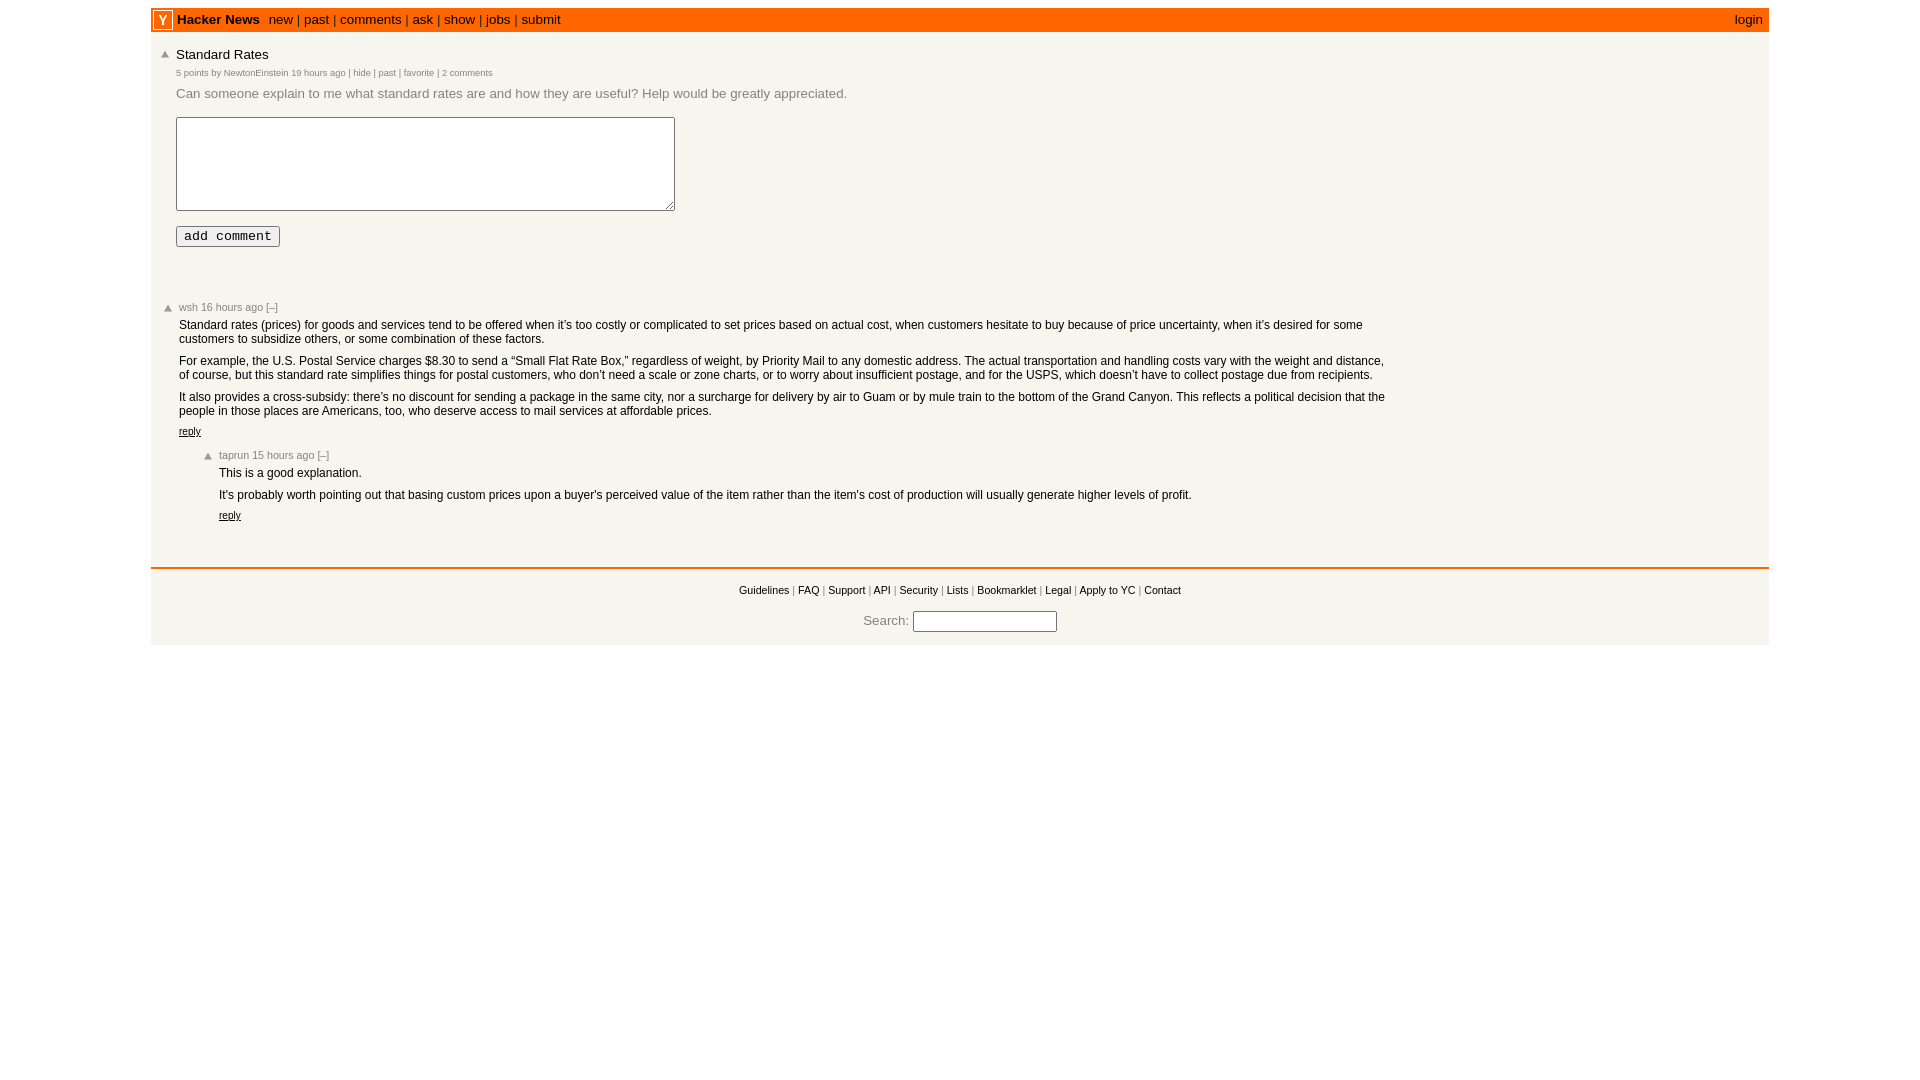 Y Hacker News new | past | comments | ask | show | jobs | submit login
Standard Rates
5 points by NewtonEinstein 19 hours ago | hide | past | favorite | 2 comments
Can someone explain to me what standard rates are and how they are useful? Help would be greatly appreciated.
add comment
wsh 16 hours ago [–]
Standard rates (prices) for goods and services tend to be offered when it’s too costly or complicated to set prices based on actual cost, when customers hesitate to buy because of price uncertainty, when it’s desired for some
customers to subsidize others, or some combination of these factors.
For example, the U.S. Postal Service charges $8.30 to send a “Small Flat Rate Box,” regardless of weight, by Priority Mail to any domestic address. The actual transportation and handling costs vary with the weight and distance,
of course, but this standard rate simplifies things for postal customers, who don’t need a scale or zone charts, or to worry about insufficient postage, and for the USPS, which doesn’t have to collect postage due from recipients.
It also provides a cross-subsidy: there’s no discount for sending a package in the same city, nor a surcharge for delivery by air to Guam or by mule train to the bottom of the Grand Canyon. This reflects a political decision that the
people in those places are Americans, too, who deserve access to mail services at affordable prices.
reply
taprun 15 hours ago [–]
This is a good explanation.
It's probably worth pointing out that basing custom prices upon a buyer's perceived value of the item rather than the item's cost of production will usually generate higher levels of profit.
reply
Guidelines | FAQ | Support | API | Security | Lists | Bookmarklet | Legal | Apply to YC | Contact
Search: